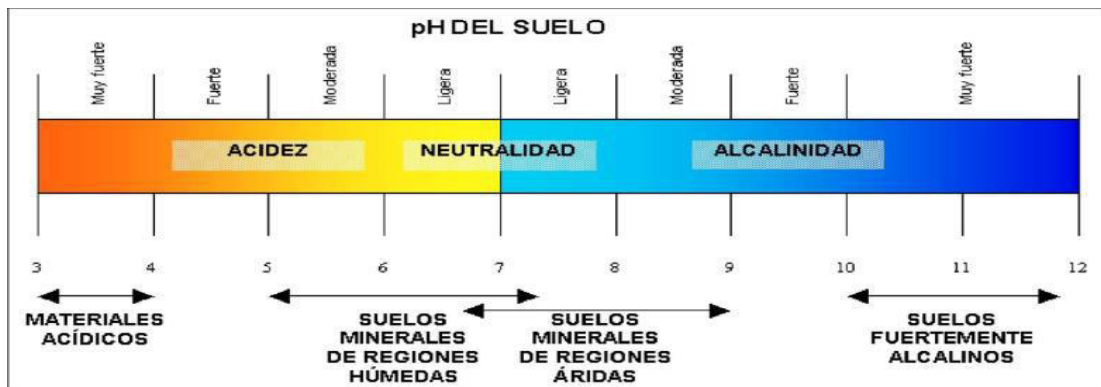 pH DEL SUELO
Muy fuerte
Fuerte
Moderada
Ligera
Ligera
Moderada
Fuerte
Muy fuerte
ACIDEZ
NEUTRALIDAD
ALCALINIDAD
3 4 5 6 7 8 9 10 11 12
MATERIALES
ACÍDICOS
SUELOS
MINERALES
DE REGIONES
HÚMEDAS
SUELOS
MINERALES
DE REGIONES
ÁRIDAS
SUELOS
FUERTEMENTE
ALCALINOS